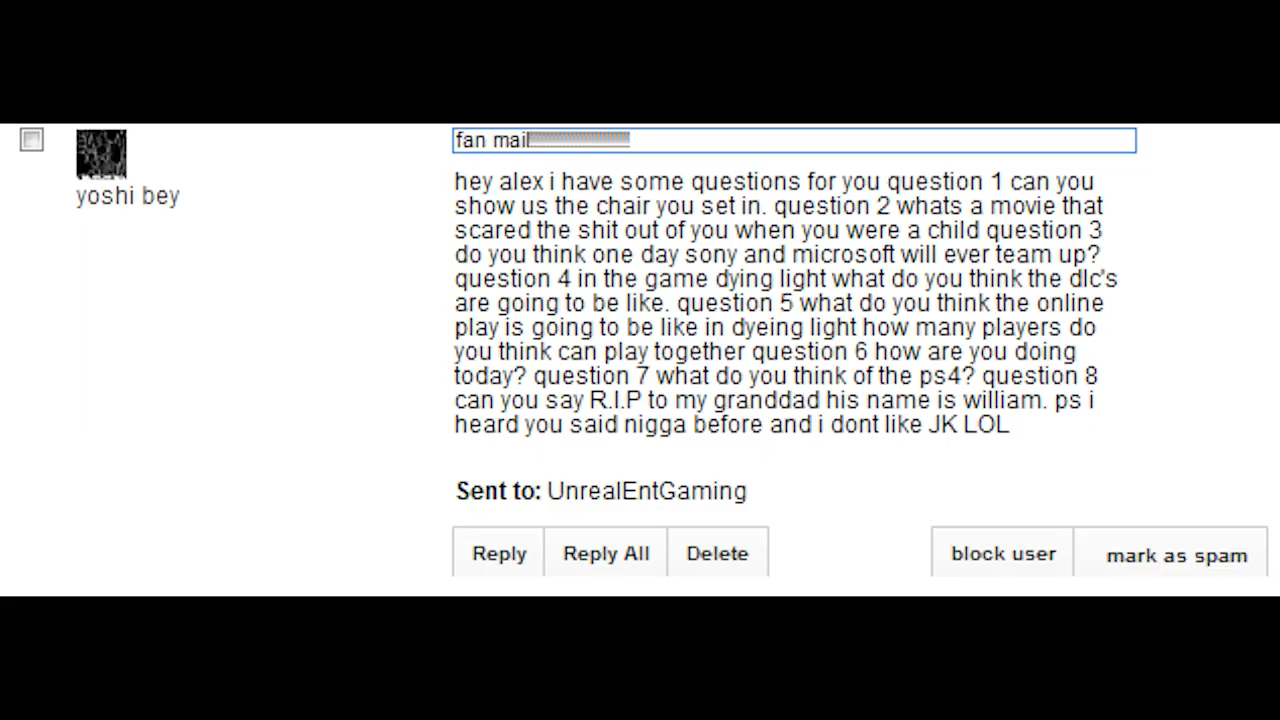 fan mail
yoshi bey
hey alex i have some questions for you question 1 can you
show us the chair you set in. question 2 whats a movie that
scared the shit out of you when you were a child question 3
do you think one day sony and microsoft will ever team up?
question 4 in the game dying light what do you think the dlc's
are going to be like. question 5 what do you think the online
play is going to be like in dyeing light how many players do
you think can play together question 6 how are you doing
today? question 7 what do you think of the ps4? question 8
can you say R.I.P to my granddad his name is william. ps i
heard you said nigga before and i dont like JK LOL
Sent to: UnrealEntGaming
Reply Reply All Delete block user mark as spam